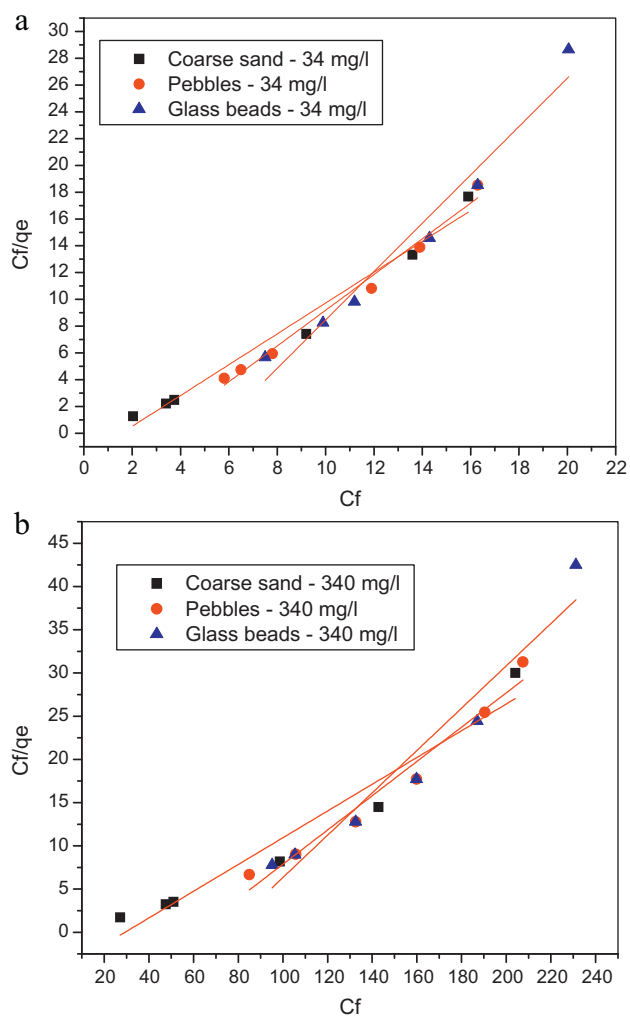 a
30
28
26
24
22
20
18
16
14
12
10
8
6
4
2
0
Cf/qe
Coarse sand - 34 mg/l
Pebbles - 34 mg/l
Glass beads - 34 mg/l
0 2 4 6 8 10 12 14 16 18 20 22
Cf
b
45
40
35
30
25
20
15
10
5
0
Cf/qe
Coarse sand - 340 mg/l
Pebbles - 340 mg/l
Glass beads - 340 mg/l
20 40 60 80 100 120 140 160 180 200 220 240
Cf